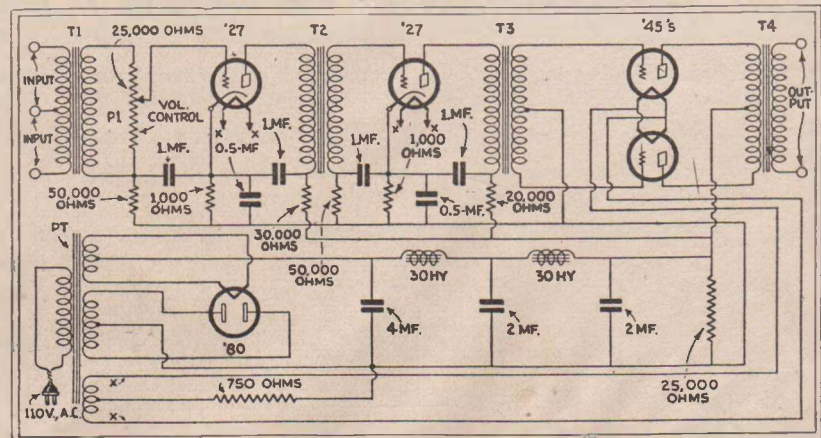 T1
25,000 OHMS
'27
T2
'27
T3
'45's
T4
INPUT
INPUT
P1
VOL.
CONTROL
OUT-
PUT
1.MF.
0.5-MF
1.MF.
1.MF.
1,000
OHMS
1.MF.
50,000
OHMS
1,000
OHMS
30,000
OHMS
50,000
OHMS
0.5-MF.
20,000
OHMS
X
X
X
X
PT
30 HY
30 HY
4 MF.
2 MF.
2 MF.
'80
X
X
750 OHMS
25,000
OHMS
110V., A.C.